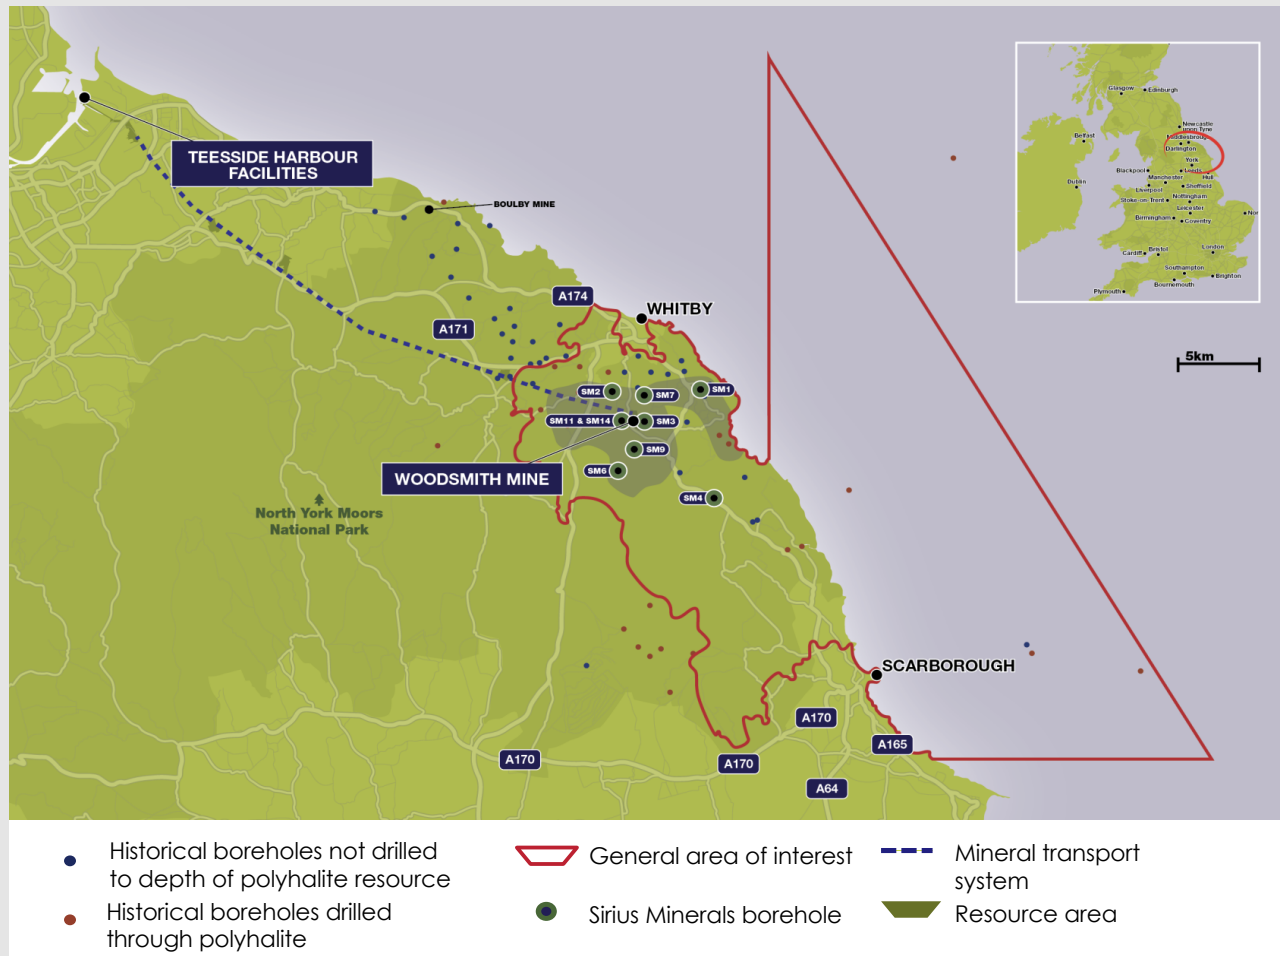 TEESSIDE HARBOUR
FACILITIES
BOULBY MINE
A174
WHITBY
A171
SM2
SM7
SM1
SM11 & SM14
SM3
SM9
SM6
WOODSMITH MINE
SM4
North York Moors
National Park
SCARBOROUGH
A170
A165
A170
A170
A64
5km
Glasgow
Edinburgh
Newcastle
upon Tyne
Belfast
Middlesbrough
Darlington
York
Blackpool
Leeds
Hull
Manchester
Dublin
Liverpool
Sheffield
Stoke-on-Trent
Nottingham
Leicester
Nor
Birmingham
Coventry
Cardiff
Bristol
London
Southampton
Brighton
Bournemouth
Plymouth
Historical boreholes not drilled
to depth of polyhalite resource
Historical boreholes drilled
through polyhalite
General area of interest
Sirius Minerals borehole
Mineral transport
system
Resource area